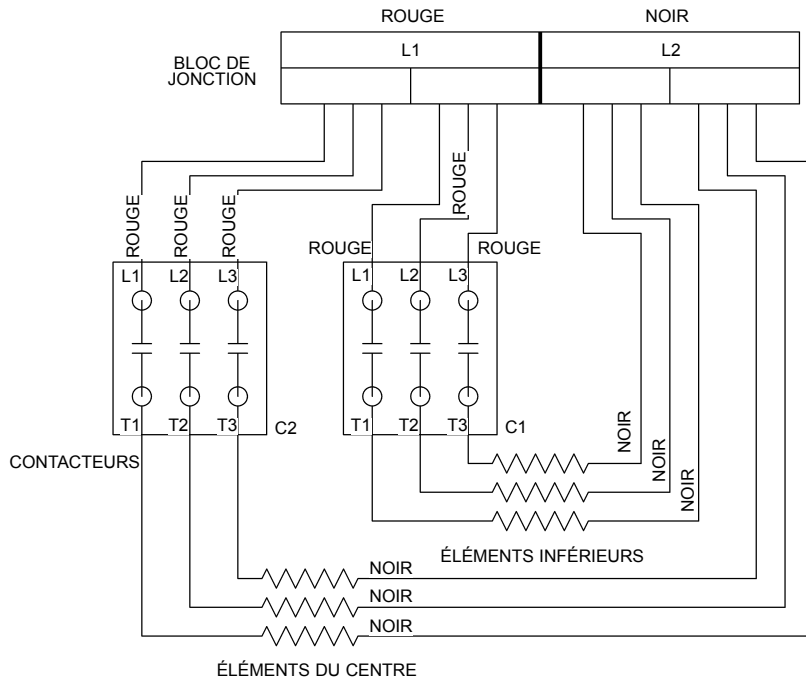 ROUGE NOIR
BLOC DE
JONCTION
L1 L2
ROUGE ROUGE ROUGE ROUGE
ROUGE ROUGE
L1 L2 L3 L1 L2 L3
T1 T2 T3 C2 T1 T2 T3 C1
CONTACTEURS
NOIR NOIR NOIR
ÉLÉMENTS INFÉRIEURS
NOIR
NOIR
NOIR
ÉLÉMENTS DU CENTRE